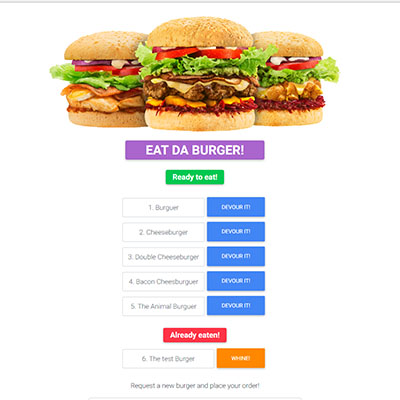 EAT DA BURGER!
Ready to eat!
1. Burguer DEVOUR IT!
2. Cheeseburger DEVOUR IT!
3. Double Cheeseburger DEVOUR IT!
4. Bacon Cheesburguer DEVOUR IT!
5. The Animal Burguer DEVOUR IT!
Already eaten!
6. The test Burger WHINE!
Request a new burger and place your order!